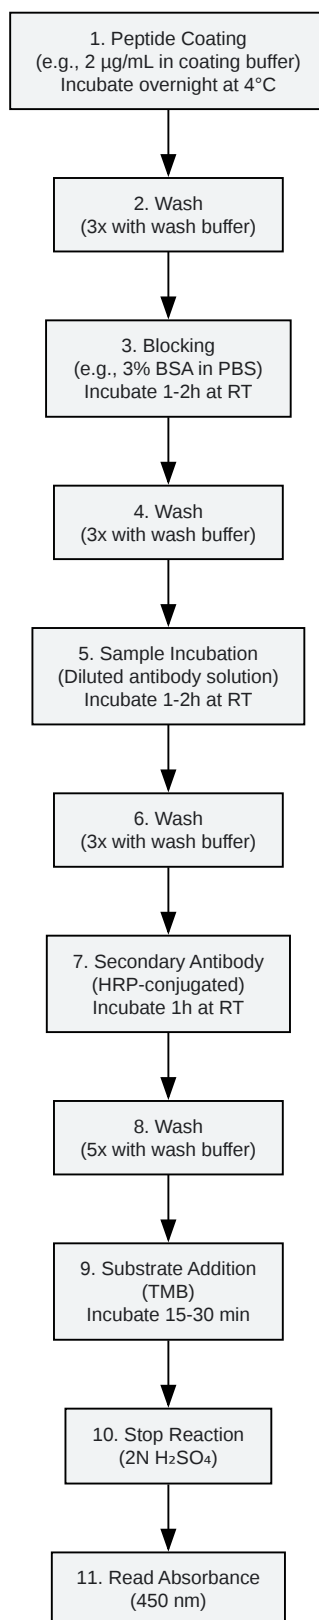 1. Peptide Coating
(e.g., 2 µg/mL in coating buffer)
Incubate overnight at 4°C
2. Wash
(3x with wash buffer)
3. Blocking
(e.g., 3% BSA in PBS)
Incubate 1-2h at RT
4. Wash
(3x with wash buffer)
5. Sample Incubation
(Diluted antibody solution)
Incubate 1-2h at RT
6. Wash
(3x with wash buffer)
7. Secondary Antibody
(HRP-conjugated)
Incubate 1h at RT
8. Wash
(5x with wash buffer)
9. Substrate Addition
(TMB)
Incubate 15-30 min
10. Stop Reaction
(2N H₂SO₄)
11. Read Absorbance
(450 nm)